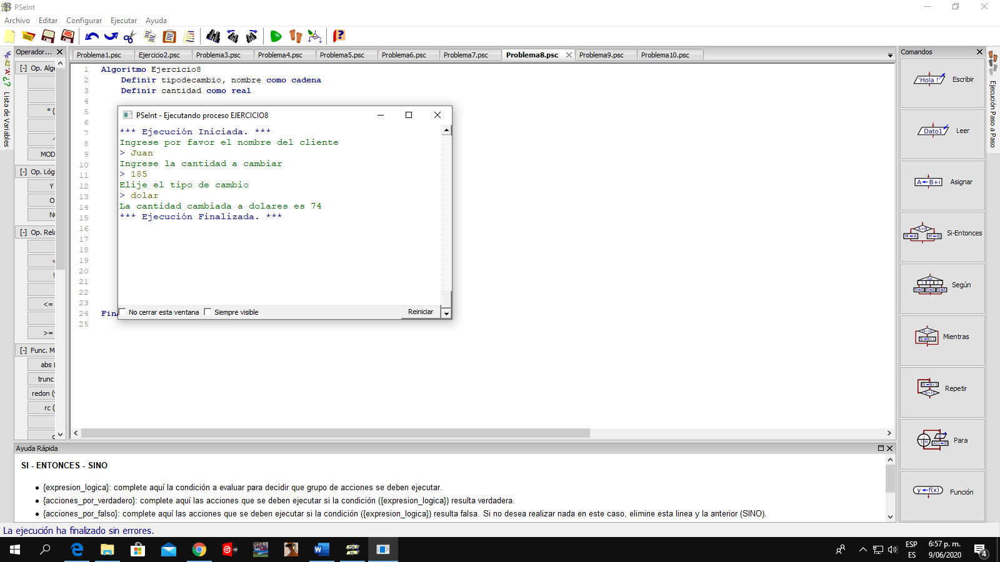 PSeInt
Archivo Editar Configurar Ejecutar Ayuda
Operador...
Problema1.psc Ejercicio2.psc Problema3.psc Problema4.psc Problema5.psc Problema6.psc Problema7.psc Problema8.psc Problema9.psc Problema10.psc
Comandos
Lista de Variables
[-] Op. Alge
* (
MOD
[-] Op. Lóg
Y
O
[-] Op. Rela
<=
>=
[-] Func. M
abs (
trunc
redon (
rc (
1 Algoritmo Ejercicio8
2 Definir tipodecambio, nombre como cadena
3 Definir cantidad como real
4
5
6
7
8
9
10
11
12
13
14
15
16
17
18
19
20
21
22
23
24 Fin
25
PSeInt - Ejecutando proceso EJERCICIO8
*** Ejecución Iniciada. ***
Ingrese por favor el nombre del cliente
> Juan
Ingrese la cantidad a cambiar
> 185
Elije el tipo de cambio
> dolar
La cantidad cambiada a dolares es 74
*** Ejecución Finalizada. ***
No cerrar esta ventana Siempre visible Reiniciar
'Hola !' Escribir
Dato1 Leer
A←B+i Asignar
Si-Entonces
Según
Mientras
Repetir
Para
y←f(x) Función
Ejecución Paso a Paso
Ayuda Rápida
SI - ENTONCES - SINO
• {expresion_logica}: complete aquí la condición a evaluar para decidir que grupo de acciones se deben ejecutar.
• {acciones_por_verdadero}: complete aquí las acciones que se deben ejecutar si la condición ({expresion_logica}) resulta verdadera.
• {acciones_por_falso}: complete aquí las acciones que se deben ejecutar si la condición ({expresion_logica}) resulta falsa. Si no desea realizar nada en este caso, elimine esta linea y la anterior (SINO).
La ejecución ha finalizado sin errores.
ESP
ES
6:57 p. m.
9/06/2020
4